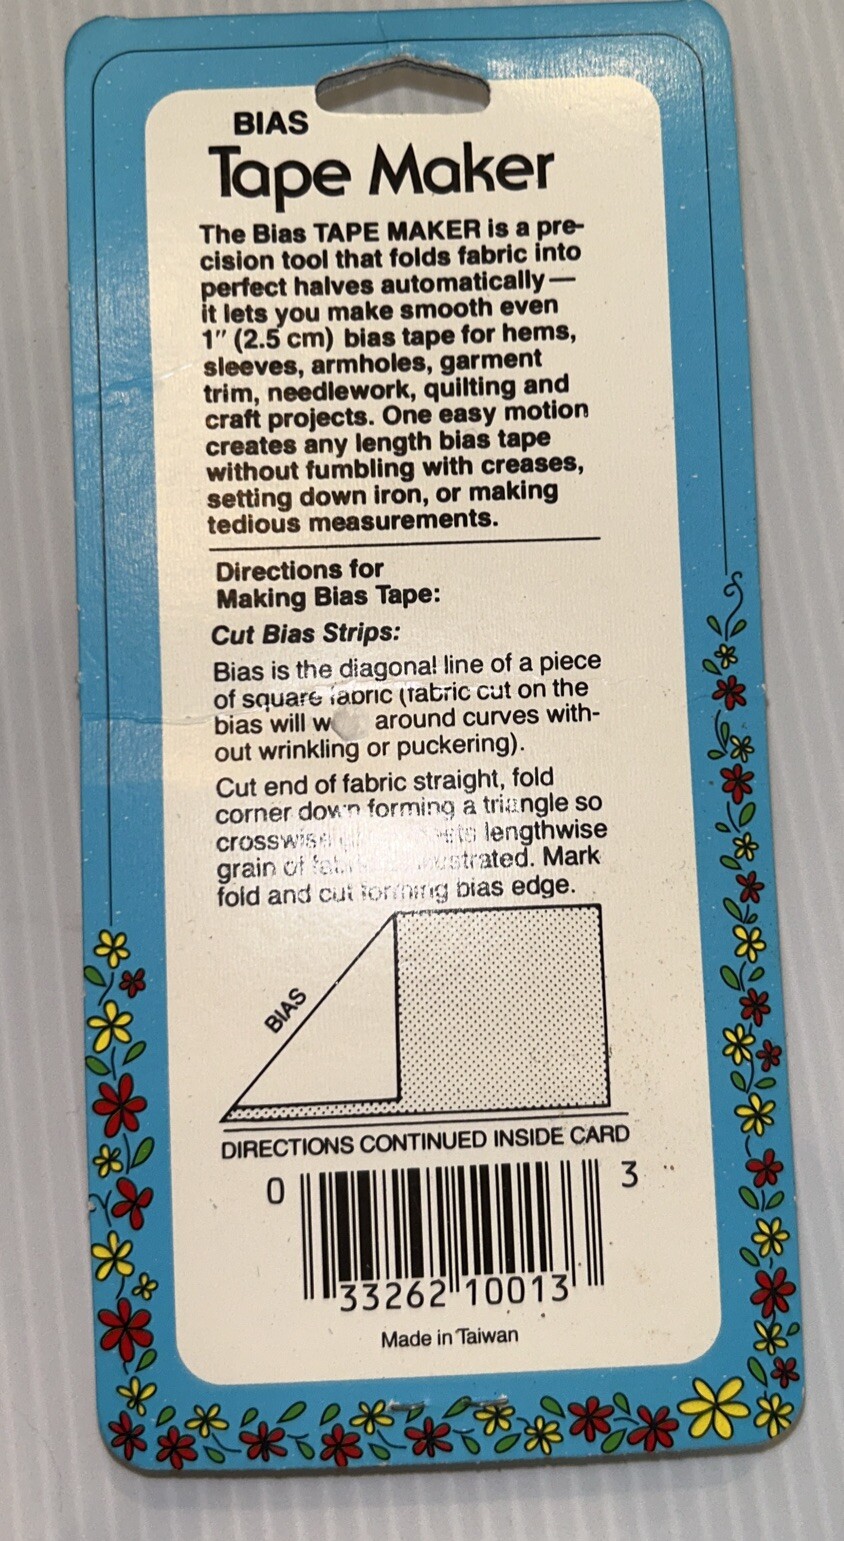 BIAS
Tape Maker
The Bias TAPE MAKER is a pre-
cision tool that folds fabric into
perfect halves automatically—
it lets you make smooth even
1" (2.5 cm) bias tape for hems,
sleeves, armholes, garment
trim, needlework, quilting and
craft projects. One easy motion
creates any length bias tape
without fumbling with creases,
setting down iron, or making
tedious measurements.
Directions for
Making Bias Tape:
Cut Bias Strips:
Bias is the diagonal line of a piece
of square fabric (fabric cut on the
bias will around curves with-
out wrinkling or puckering).
Cut end of fabric straight, fold
corner down forming a triangle so
crosswise lengthwise
grain of illustrated. Mark
fold and cut forming bias edge.
BIAS
DIRECTIONS CONTINUED INSIDE CARD
0 33262 10013 3
Made in Taiwan